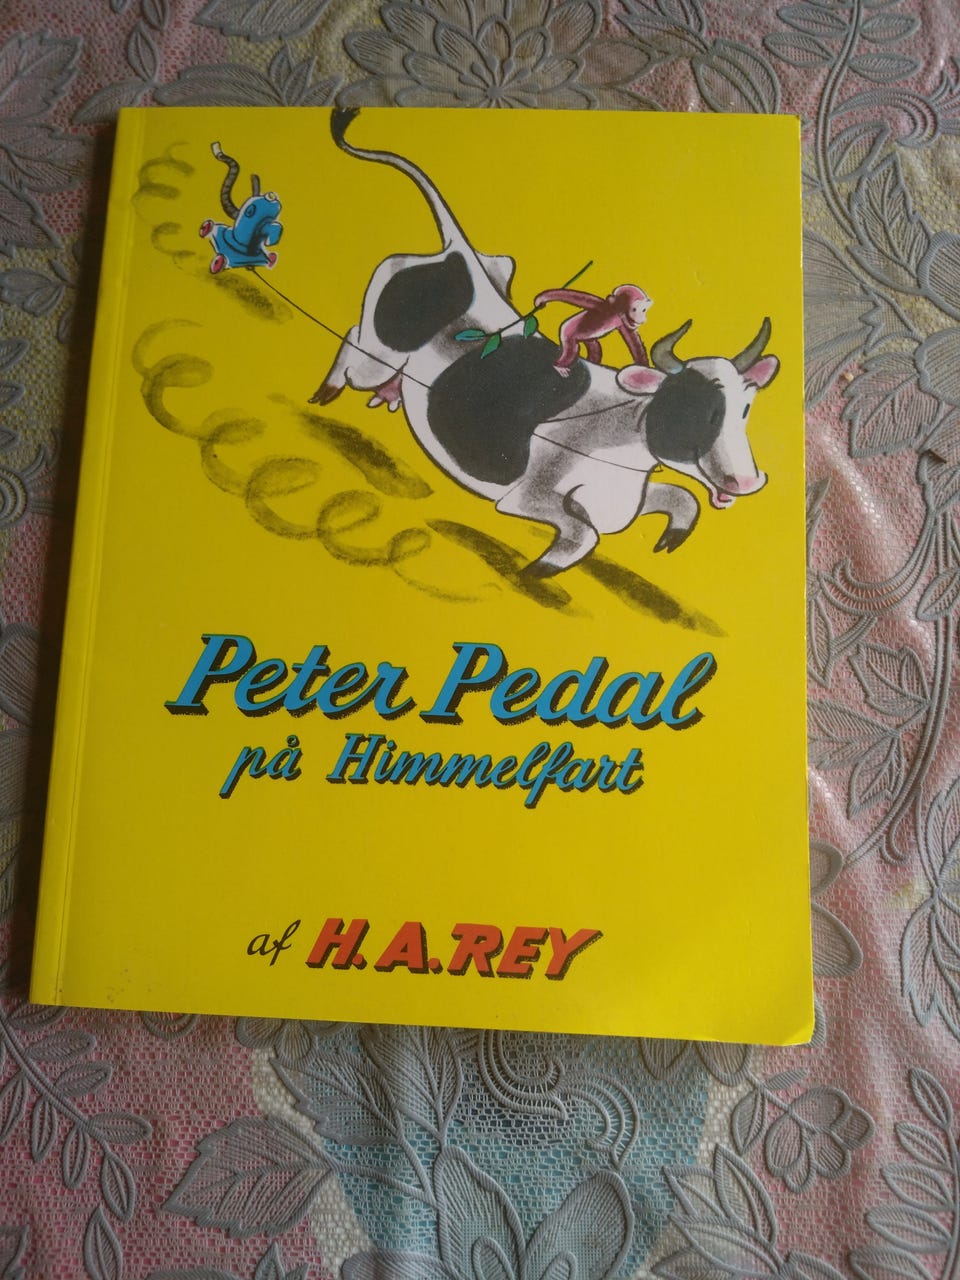 Peter Pedal
på Himmelfart
af H. A. REY